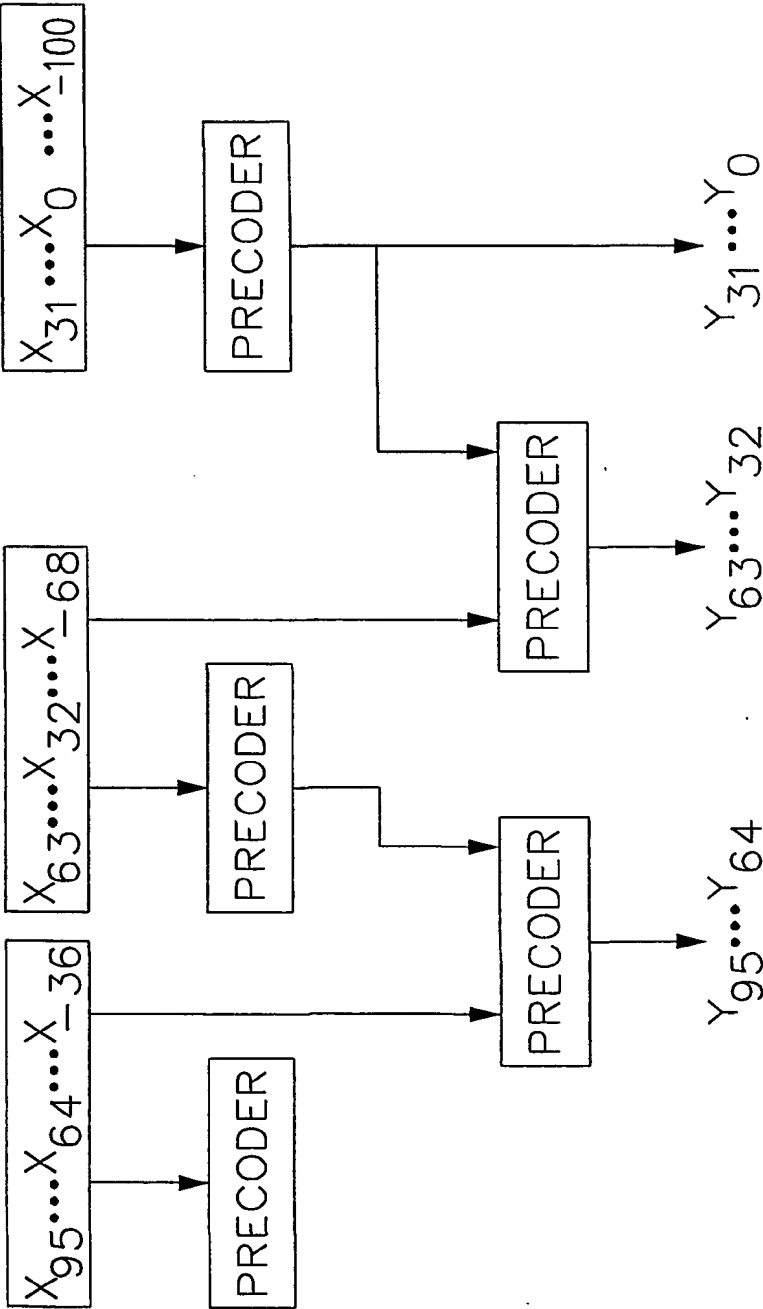 X95....X64....X-36
X63....X32....X-68
X31....X0 ...X-100
PRECODER
PRECODER
PRECODER
PRECODER
PRECODER
Y95...Y64
Y63....Y32
Y31...Y0